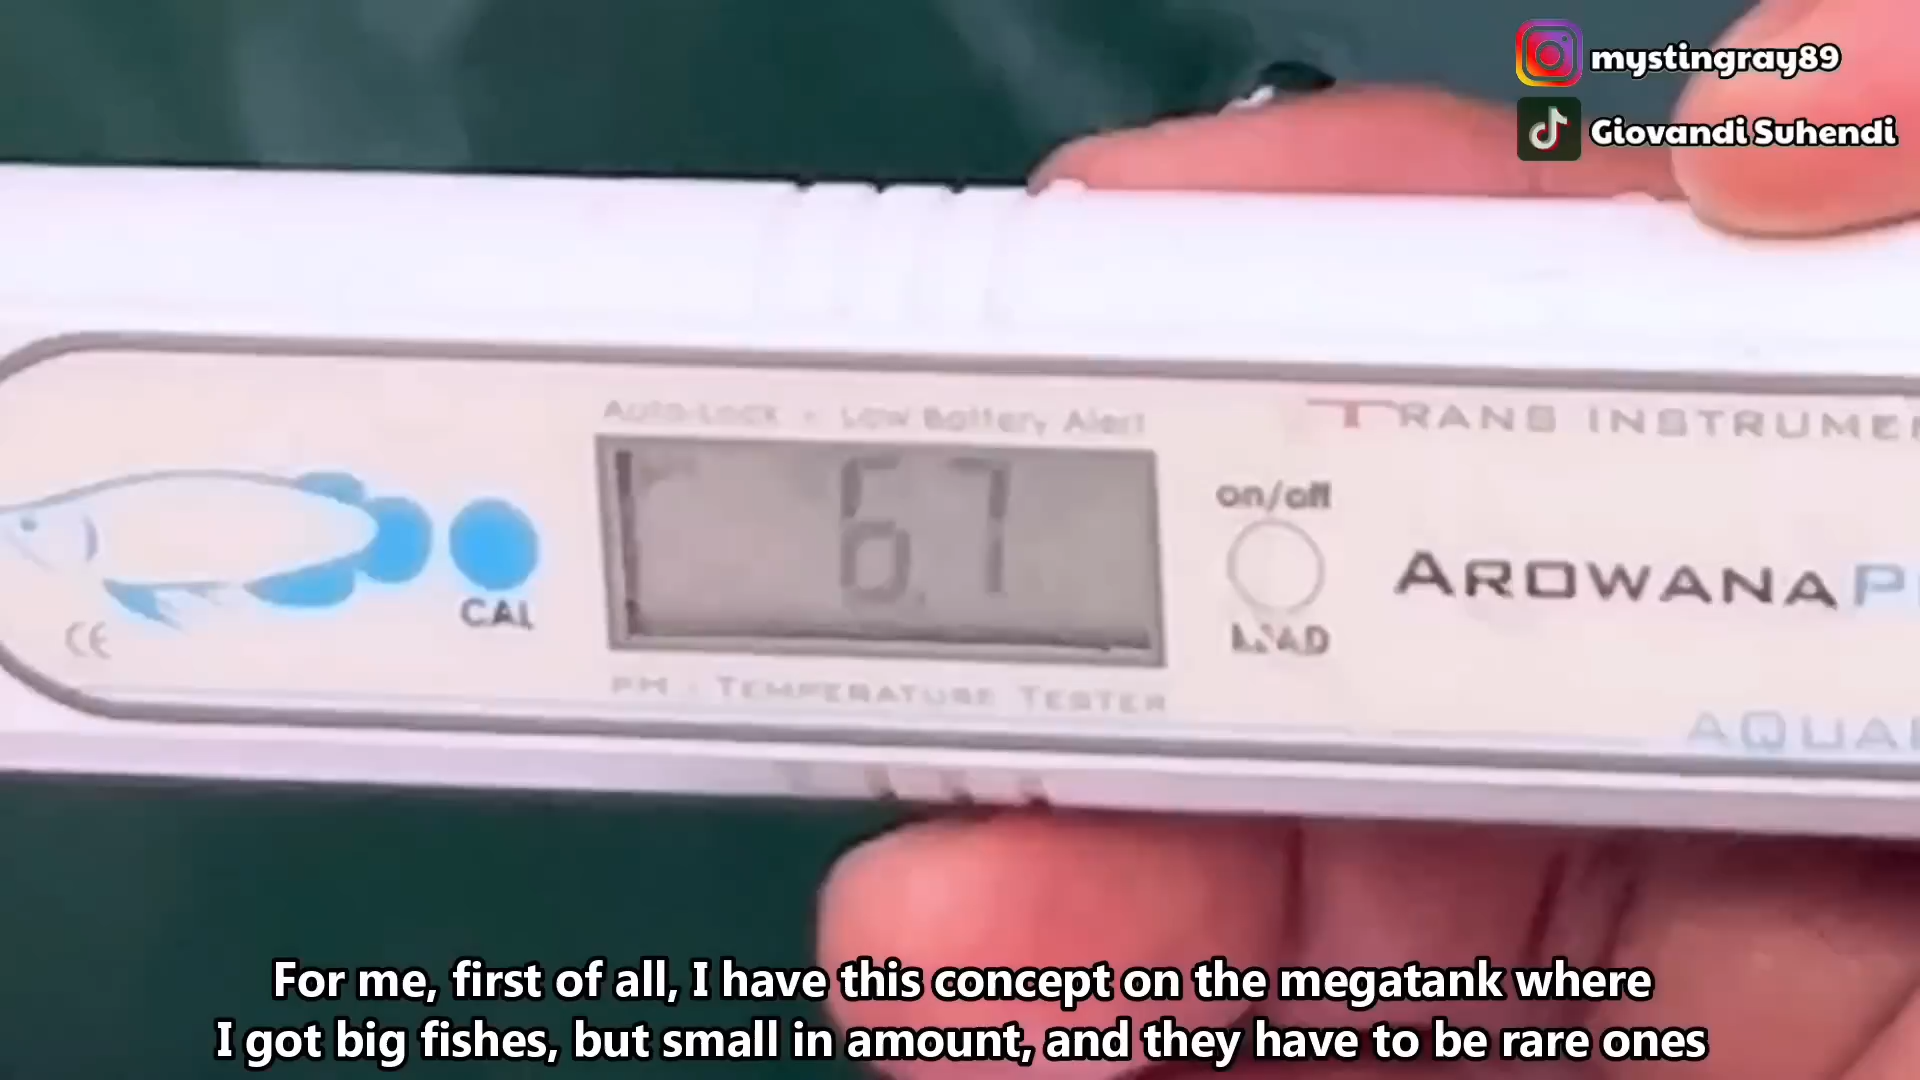 mystingray89
Giovandi Suhendi
Auto-Lock - Low Battery Alert
TRANS INSTRUME
6.7
on/off
AROWANA
CAL
CE
PH - TEMPERATURE TESTER
AQUA
For me, first of all, I have this concept on the megatank where
I got big fishes, but small in amount, and they have to be rare ones